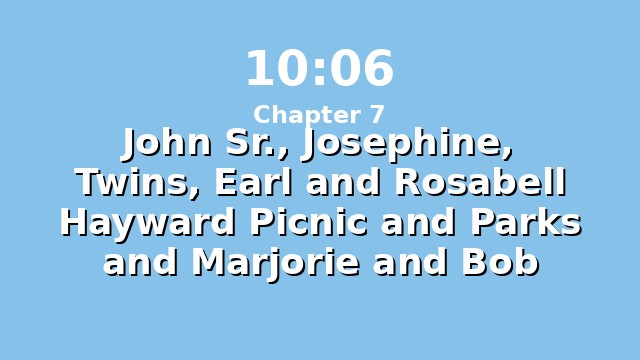 10:06
Chapter 7
John Sr., Josephine,
Twins, Earl and Rosabell
Hayward Picnic and Parks
and Marjorie and Bob